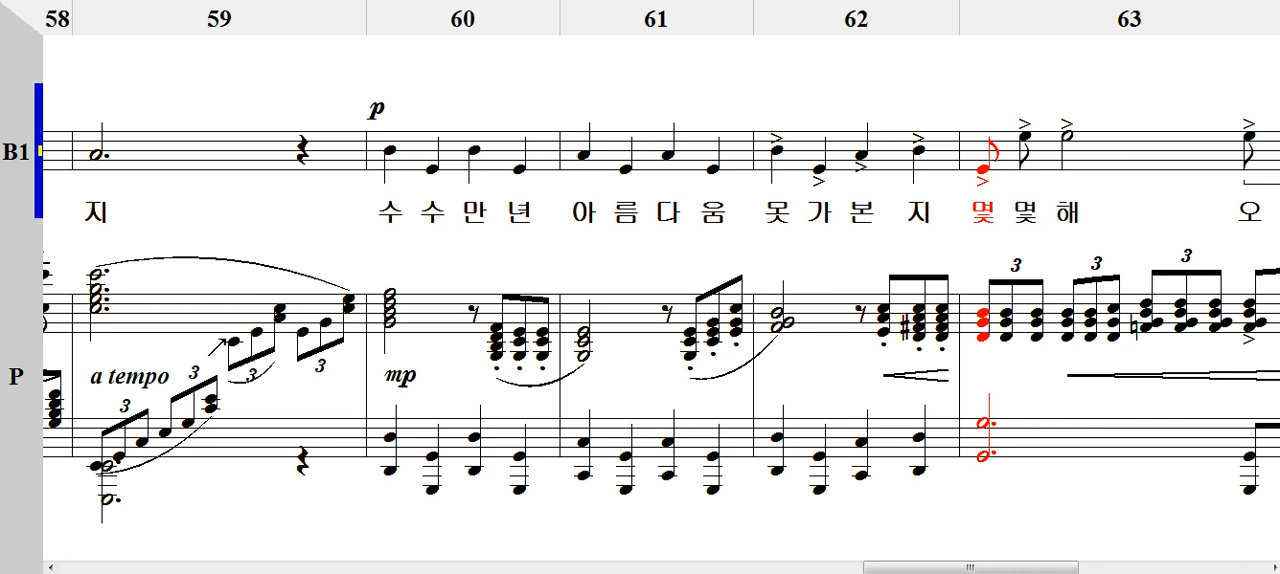 58 59 60 61 62 63
p
B1
지 수 수 만 년 아 름 다 움 못 가 본 지 몇 몇 해 오
3 3 3
P
a tempo 3 3 mp
3
3